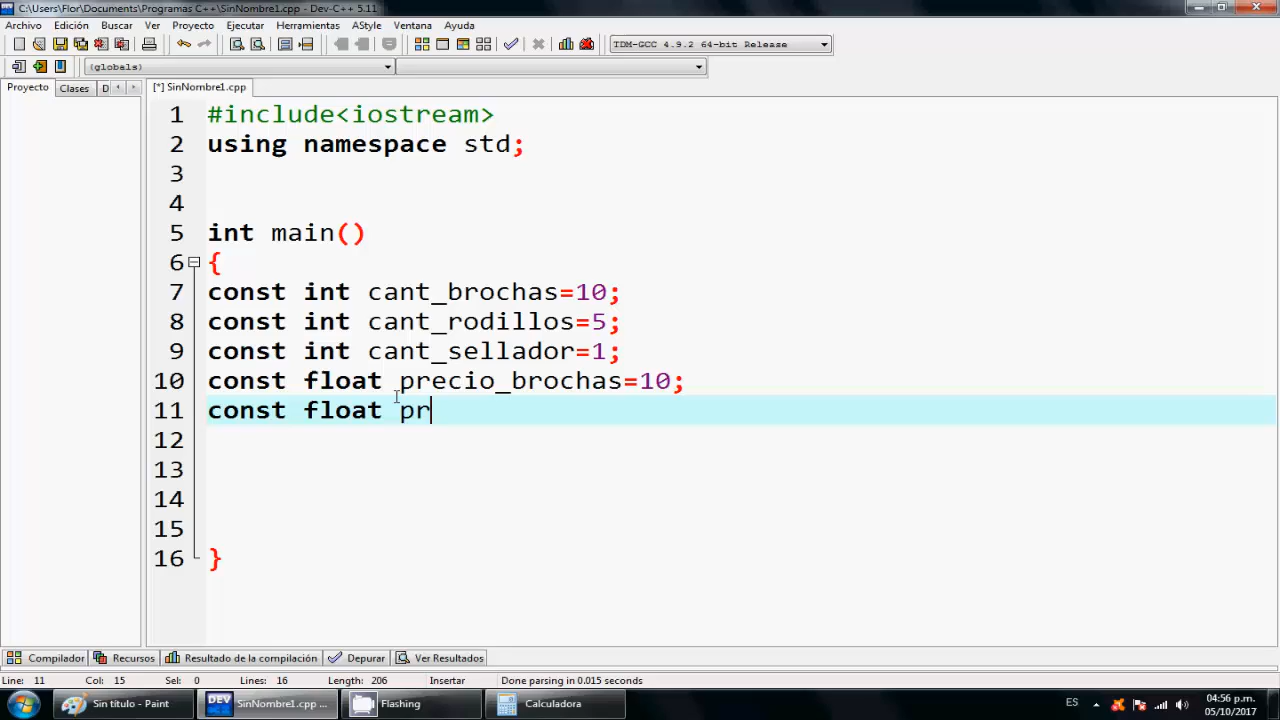 C:\Users\Flor\Documents\Programas C++\SinNombre1.cpp - Dev-C++ 5.11
Archivo Edición Buscar Ver Proyecto Ejecutar Herramientas AStyle Ventana Ayuda
TDM-GCC 4.9.2 64-bit Release
(globals)
Proyecto Clases D
[*] SinNombre1.cpp
1 #include<iostream>
2 using namespace std;
3
4
5 int main()
6 {
7 const int cant_brochas=10;
8 const int cant_rodillos=5;
9 const int cant_sellador=1;
10 const float precio_brochas=10;
11 const float pr
12
13
14
15
16 }
Compilador Recursos Resultado de la compilación Depurar Ver Resultados
Line: 11 Col: 15 Sel: 0 Lines: 16 Length: 206 Insertar Done parsing in 0.015 seconds
Sin título - Paint DEV SinNombre1.cpp ... Flashing Calculadora ES 04:56 p.m.
05/10/2017